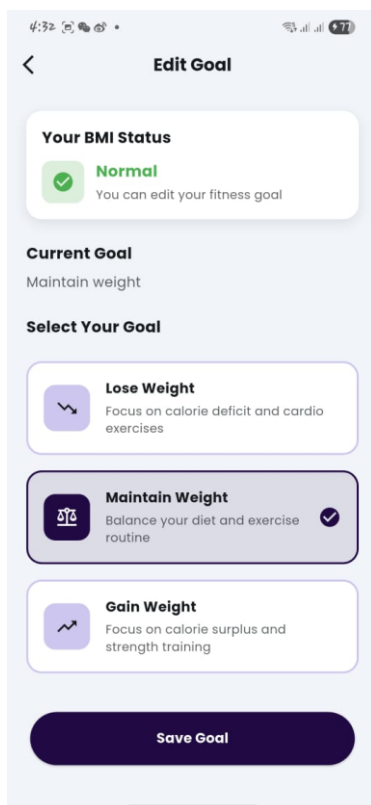 4:32
77
Edit Goal
Your BMI Status
Normal
You can edit your fitness goal
Current Goal
Maintain weight
Select Your Goal
Lose Weight
Focus on calorie deficit and cardio
exercises
Maintain Weight
Balance your diet and exercise
routine
Gain Weight
Focus on calorie surplus and
strength training
Save Goal